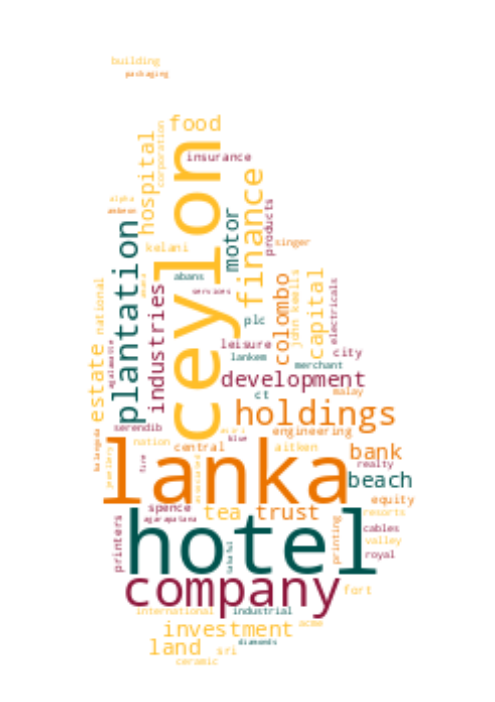 building
packaging
food
hospital
corporation
insurance
ceylon
finance
alpha
plantation
motor
products
singer
kelani
abans
services
industries
national
colombo
john keells
capital
electricals
plc
leisure
lankem
city
merchant
estate
development
ct
malay
holdings
serendib
engineering
blue
nation
central
aitken
bank
realty
lanka
beach
equity
spence
agarapatana
tea
trust
resorts
printers
hotel
printing
cables
valley
royal
company
fort
international
industrial
acme
investment
diamonds
land
sri
ceramic
balangoda
jewellery
fire
takaful